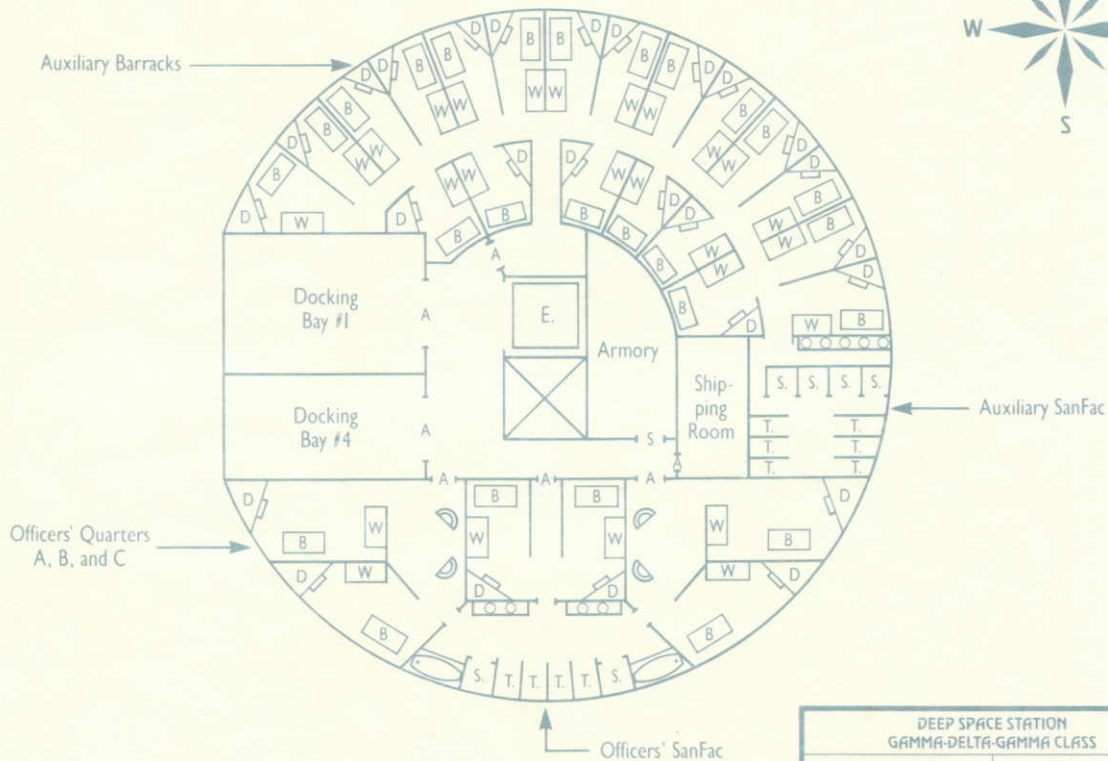 W
S
Auxiliary Barracks
D D B B D D
D D B B B B D D
W W
B B W W W W B B
D D D
B W W W W B D
D W W D W W D
B W W W W B
D W D B B B B D D B
W W B D
A B W W W W D
Docking
Bay #1
A
E.
B
D
W B
Armory
Docking
Bay #4
A
Ship-
ping
Room
S. S. S. S.
Auxiliary SanFac
T. T.
T. T.
T. T.
S
A
A A A
D B B D
Officers' Quarters
A, B, and C
B W W W W B
D W D D W D
B B
S. T. T. T. T. S.
Officers' SanFac
DEEP SPACE STATION
GAMMA-DELTA-GAMMA CLASS